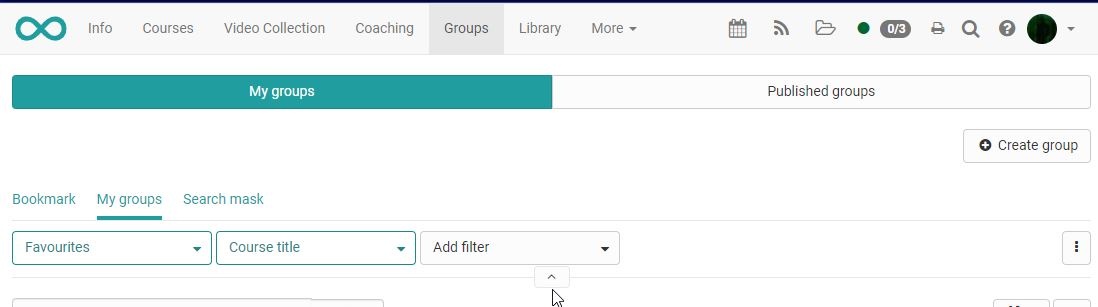 Info Courses Video Collection Coaching Groups Library More 0/3
My groups Published groups
Create group
Bookmark My groups Search mask
Favourites Course title Add filter